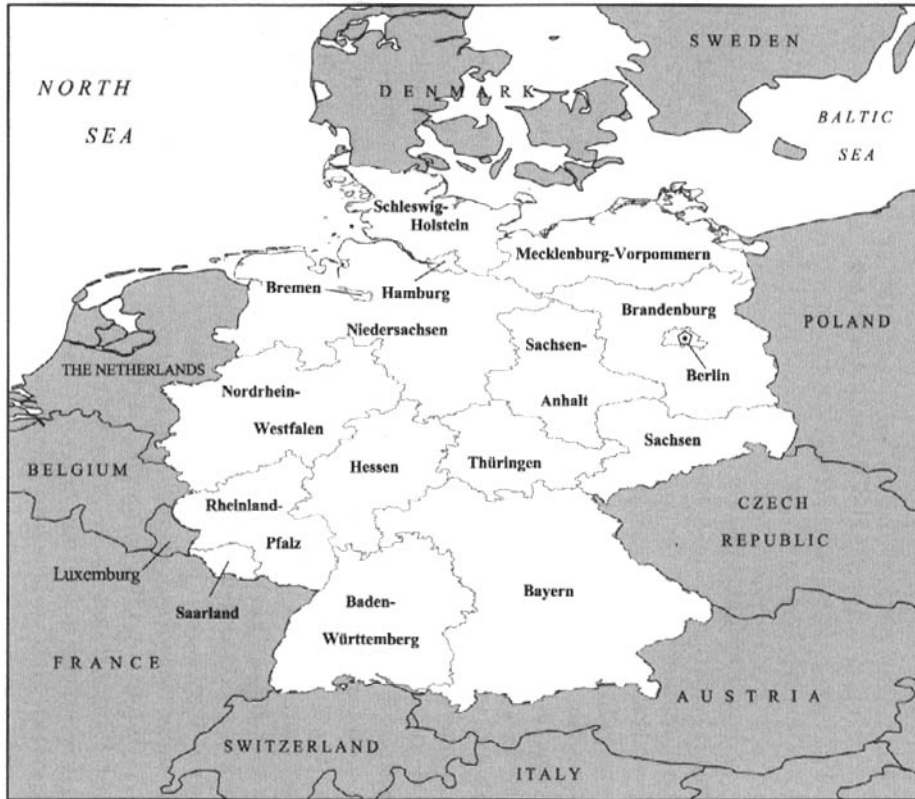 SWEDEN
NORTH
SEA
DENMARK
BALTIC
SEA
Schleswig-
Holstein
Mecklenburg-Vorpommern
Bremen
Hamburg
Brandenburg
POLAND
Niedersachsen
Sachsen-
Anhalt
Berlin
THE NETHERLANDS
Nordrhein-
Westfalen
Sachsen
BELGIUM
Hessen
Thüringen
Rheinland-
Pfalz
CZECH
REPUBLIC
Luxemburg
Saarland
Baden-
Württemberg
Bayern
FRANCE
AUSTRIA
SWITZERLAND
ITALY